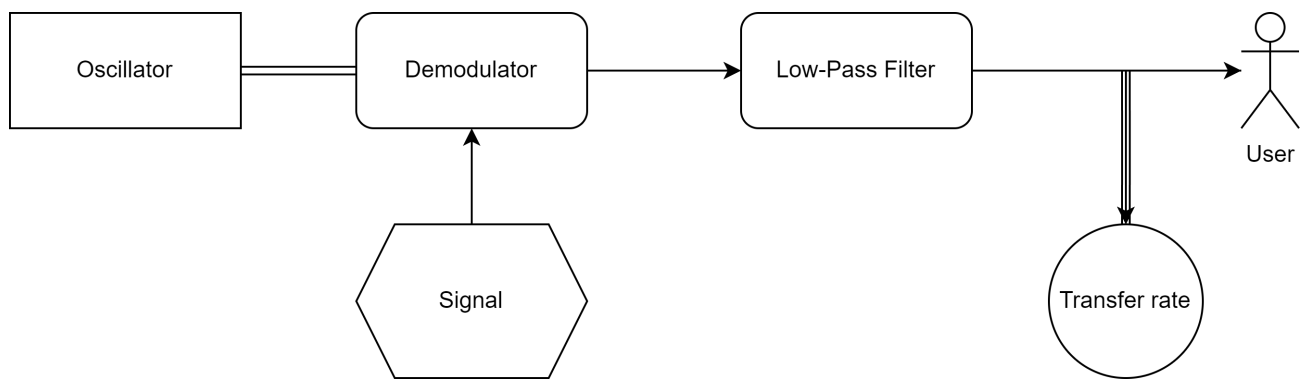 Oscillator
Demodulator
Low-Pass Filter
User
Signal
Transfer rate